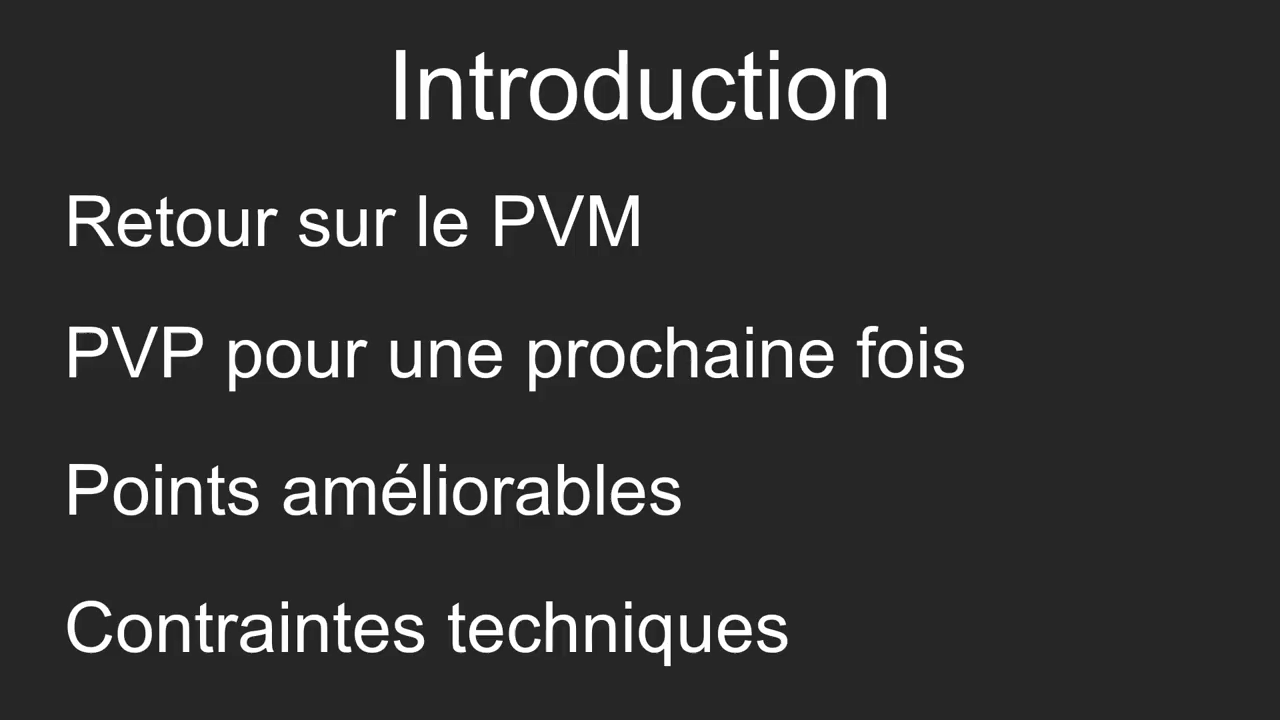 Introduction
Retour sur le PVM
PVP pour une prochaine fois
Points améliorables
Contraintes techniques